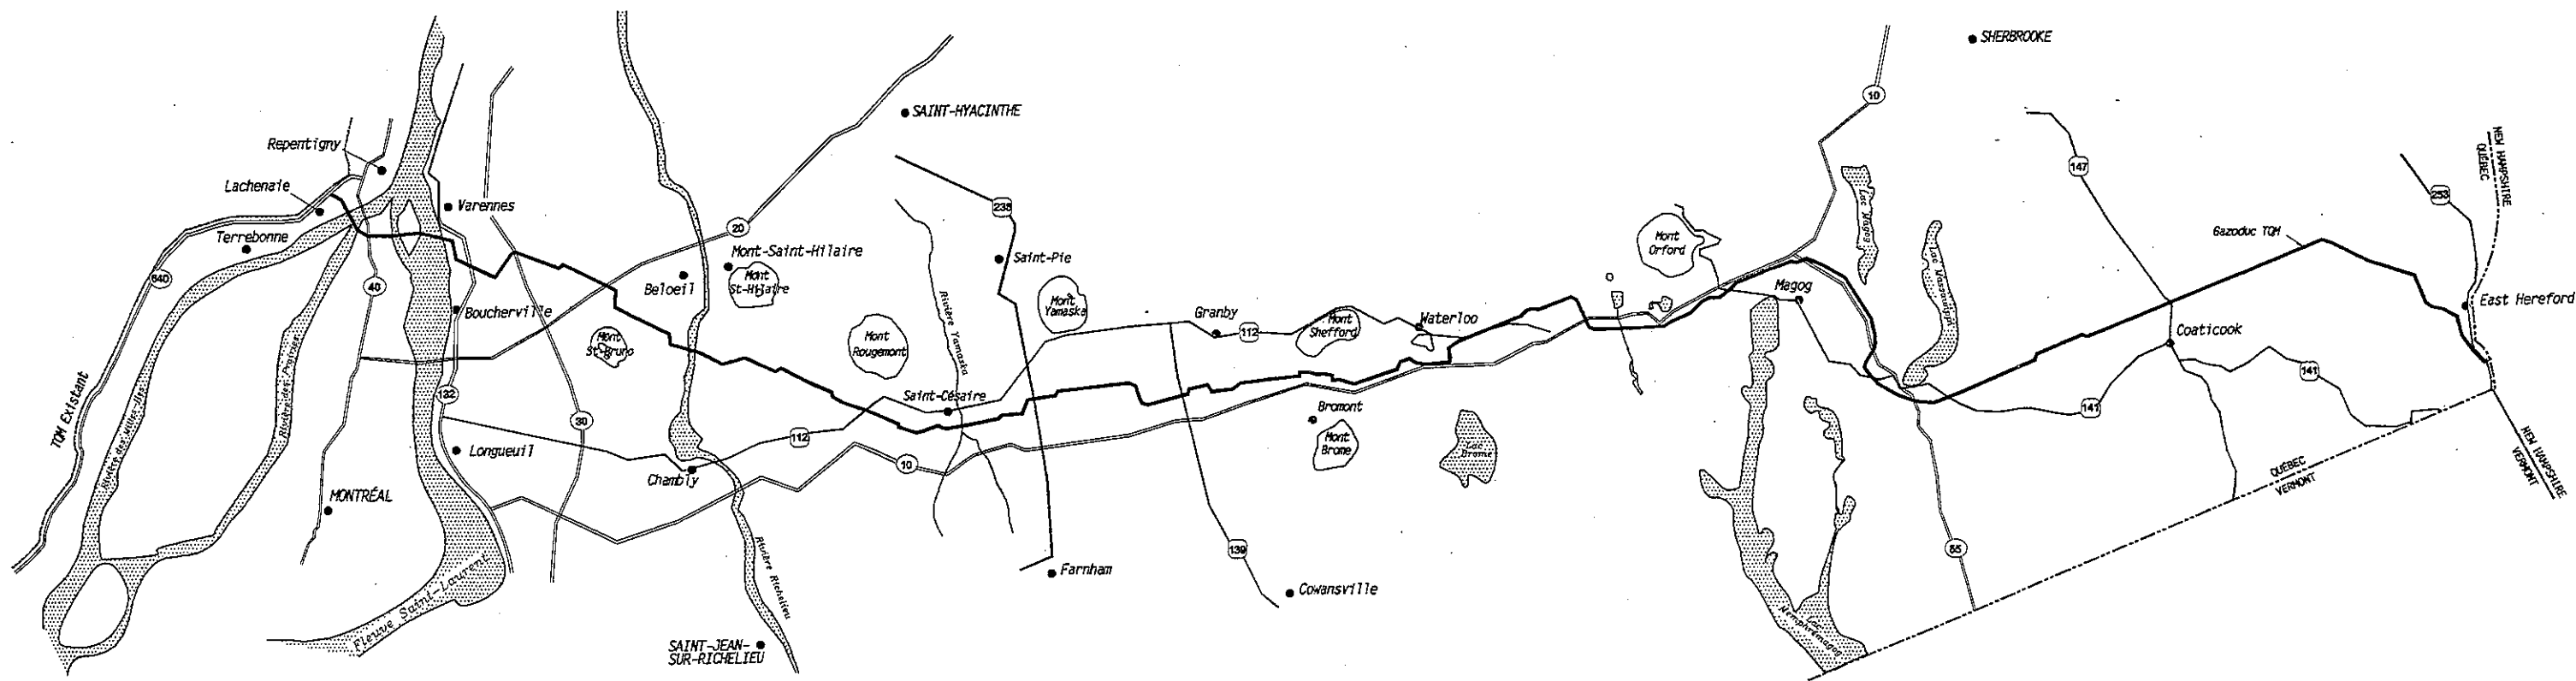 SHERBROOKE
10
SAINT-HYACINTHE
Repentigny
Lachenaie
Varennes
Terrebonne
640
40
20
Mont-Saint-Hilaire
Beloeil
Mont
St-Hilaire
238
Saint-Pie
Mont
Yamaska
Mont
Orford
Lac Magog
Lac Massawippi
147
253
NEW HAMPSHIRE
QUÉBEC
Gazoduc TQM
East Hereford
Magog
Coaticook
Boucherville
Mont
St-Bruno
Mont
Rougemont
Rivière Yamaska
Granby
112
Mont
Shefford
Waterloo
TQM Existant
Rivière des Milles-Iles
Rivière des Prairies
132
30
Saint-Césaire
Bromont
Mont
Brome
Lac
Brome
141
141
Longueuil
112
10
Chambly
MONTRÉAL
QUÉBEC
VERMONT
NEW HAMPSHIRE
VERMONT
Fleuve Saint-Laurent
Rivière Richelieu
Farnham
139
Cowansville
55
Lac
Memphrémagog
SAINT-JEAN-
SUR-RICHELIEU